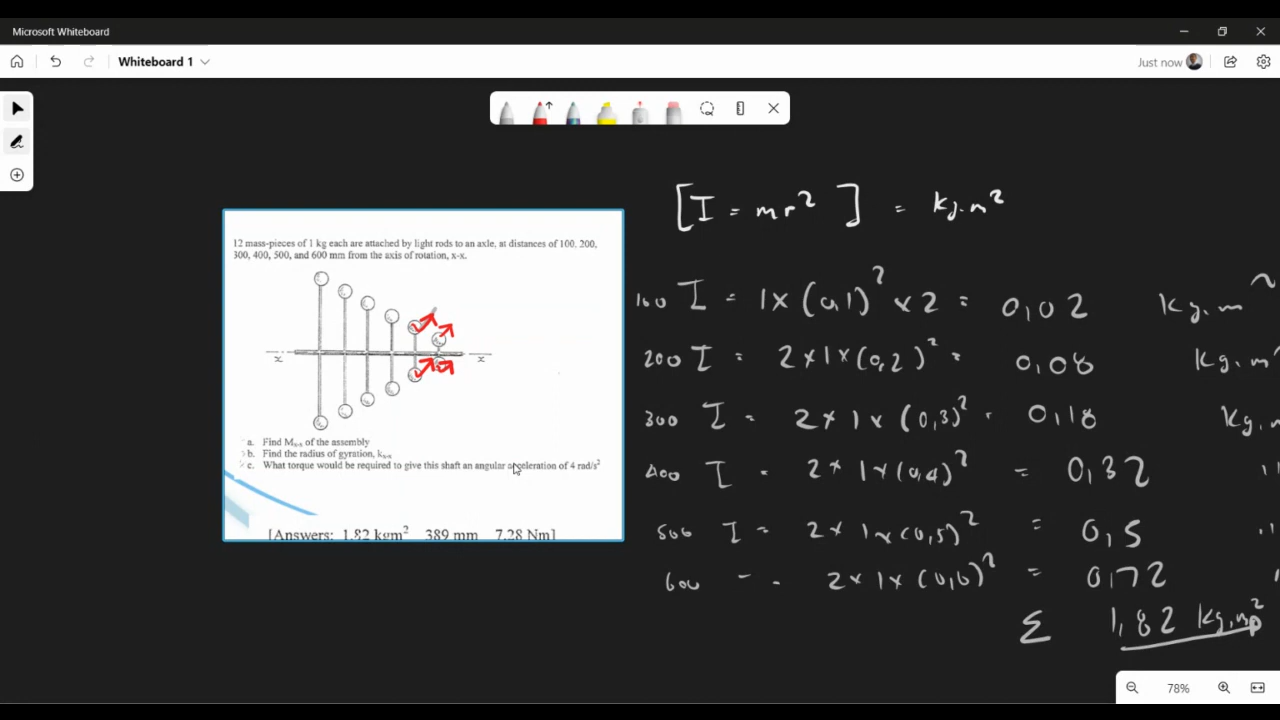 Microsoft Whiteboard
Whiteboard 1
Just now
12 mass-pieces of 1 kg each are attached by light rods to an axle, at distances of 100, 200,
300, 400, 500, and 600 mm from the axis of rotation, x-x.
x x
a. Find Mₓ₋ₓ of the assembly
b. Find the radius of gyration, kₓ₋ₓ
c. What torque would be required to give this shaft an angular acceleration of 4 rad/s²
[Answers: 1.82 kgm² 389 mm 7.28 Nm]
[I = mr²] = kg.m²
100 I = 1×(0,1)² × 2 = 0,02 kg.m²
200 I = 2×1×(0,2)² = 0,08 kg.m²
300 I = 2×1×(0,3)² = 0,18 kg.m
400 I = 2×1×(0,4)² = 0,32 "
500 I = 2×1×(0,5)² = 0,5 "
600 - - 2×1×(0,6)² = 0,72
Σ 1,82 kg.m²
78%